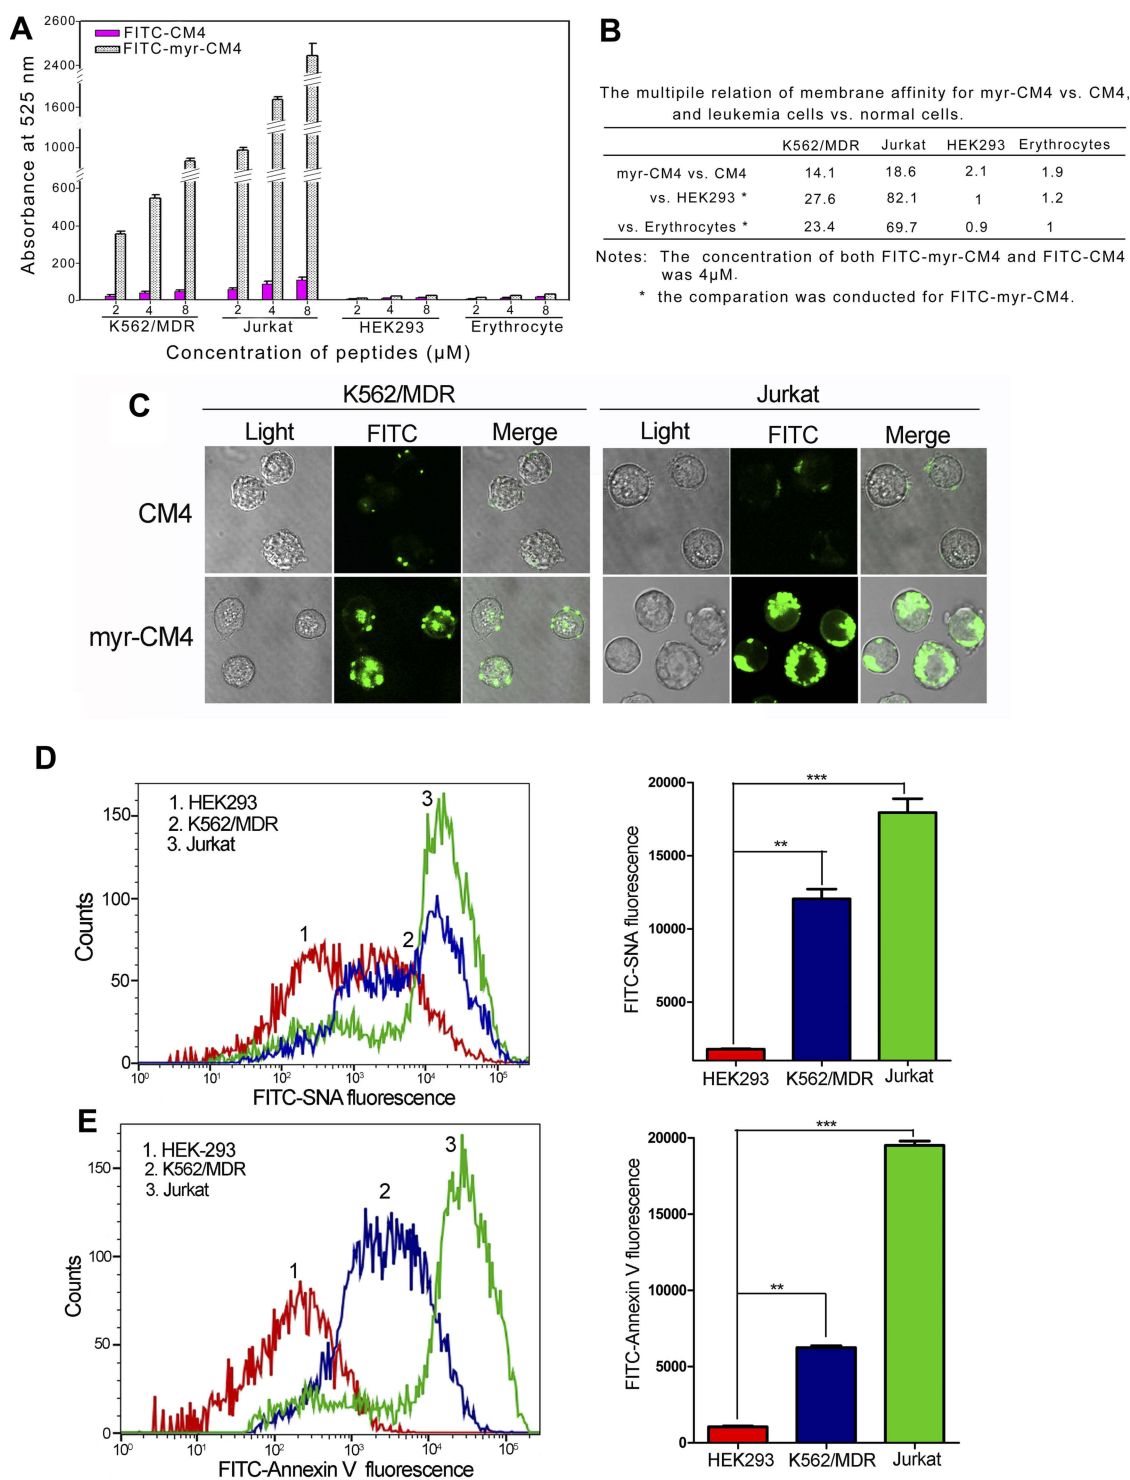 A
2600
2400
1600
1000
600
400
200
0
Absorbance at 525 nm
FITC-CM4
FITC-myr-CM4
2 4 8 2 4 8 2 4 8 2 4 8
K562/MDR Jurkat HEK293 Erythrocyte
Concentration of peptides (µM)
B
The multipile relation of membrane affinity for myr-CM4 vs. CM4,
and leukemia cells vs. normal cells.
K562/MDR Jurkat HEK293 Erythrocytes
myr-CM4 vs. CM4 14.1 18.6 2.1 1.9
vs. HEK293 * 27.6 82.1 1 1.2
vs. Erythrocytes * 23.4 69.7 0.9 1
Notes: The concentration of both FITC-myr-CM4 and FITC-CM4
was 4µM.
* the comparation was conducted for FITC-myr-CM4.
C
K562/MDR Jurkat
Light FITC Merge Light FITC Merge
CM4
myr-CM4
D
1. HEK293
2. K562/MDR
3. Jurkat
1
2
3
150
100
50
0
Counts
10⁰ 10¹ 10² 10³ 10⁴ 10⁵
FITC-SNA fluorescence
20000
15000
10000
5000
FITC-SNA fluorescence
***
**
HEK293 K562/MDR Jurkat
E
1. HEK-293
2. K562/MDR
3. Jurkat
1
2
3
150
100
50
0
Counts
10⁰ 10¹ 10² 10³ 10⁴ 10⁵
FITC-Annexin V fluorescence
20000
15000
10000
5000
0
FITC-Annexin V fluorescence
***
**
HEK293 K562/MDR Jurkat